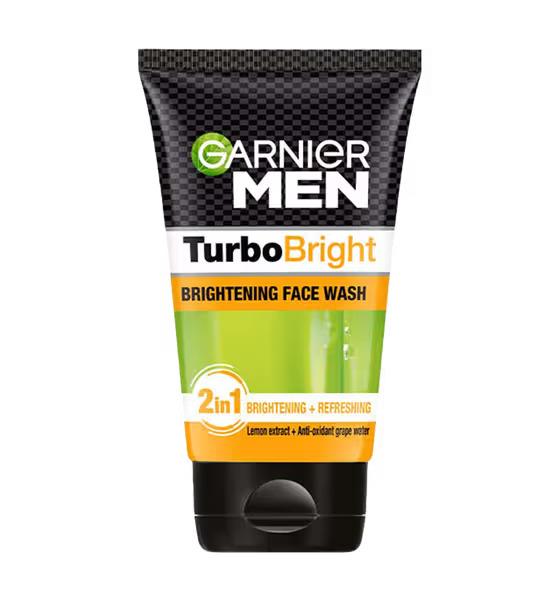 GARNIER
MEN
TurboBright
BRIGHTENING FACE WASH
2in1
BRIGHTENING + REFRESHING
Lemon extract + Anti-oxidant grape water